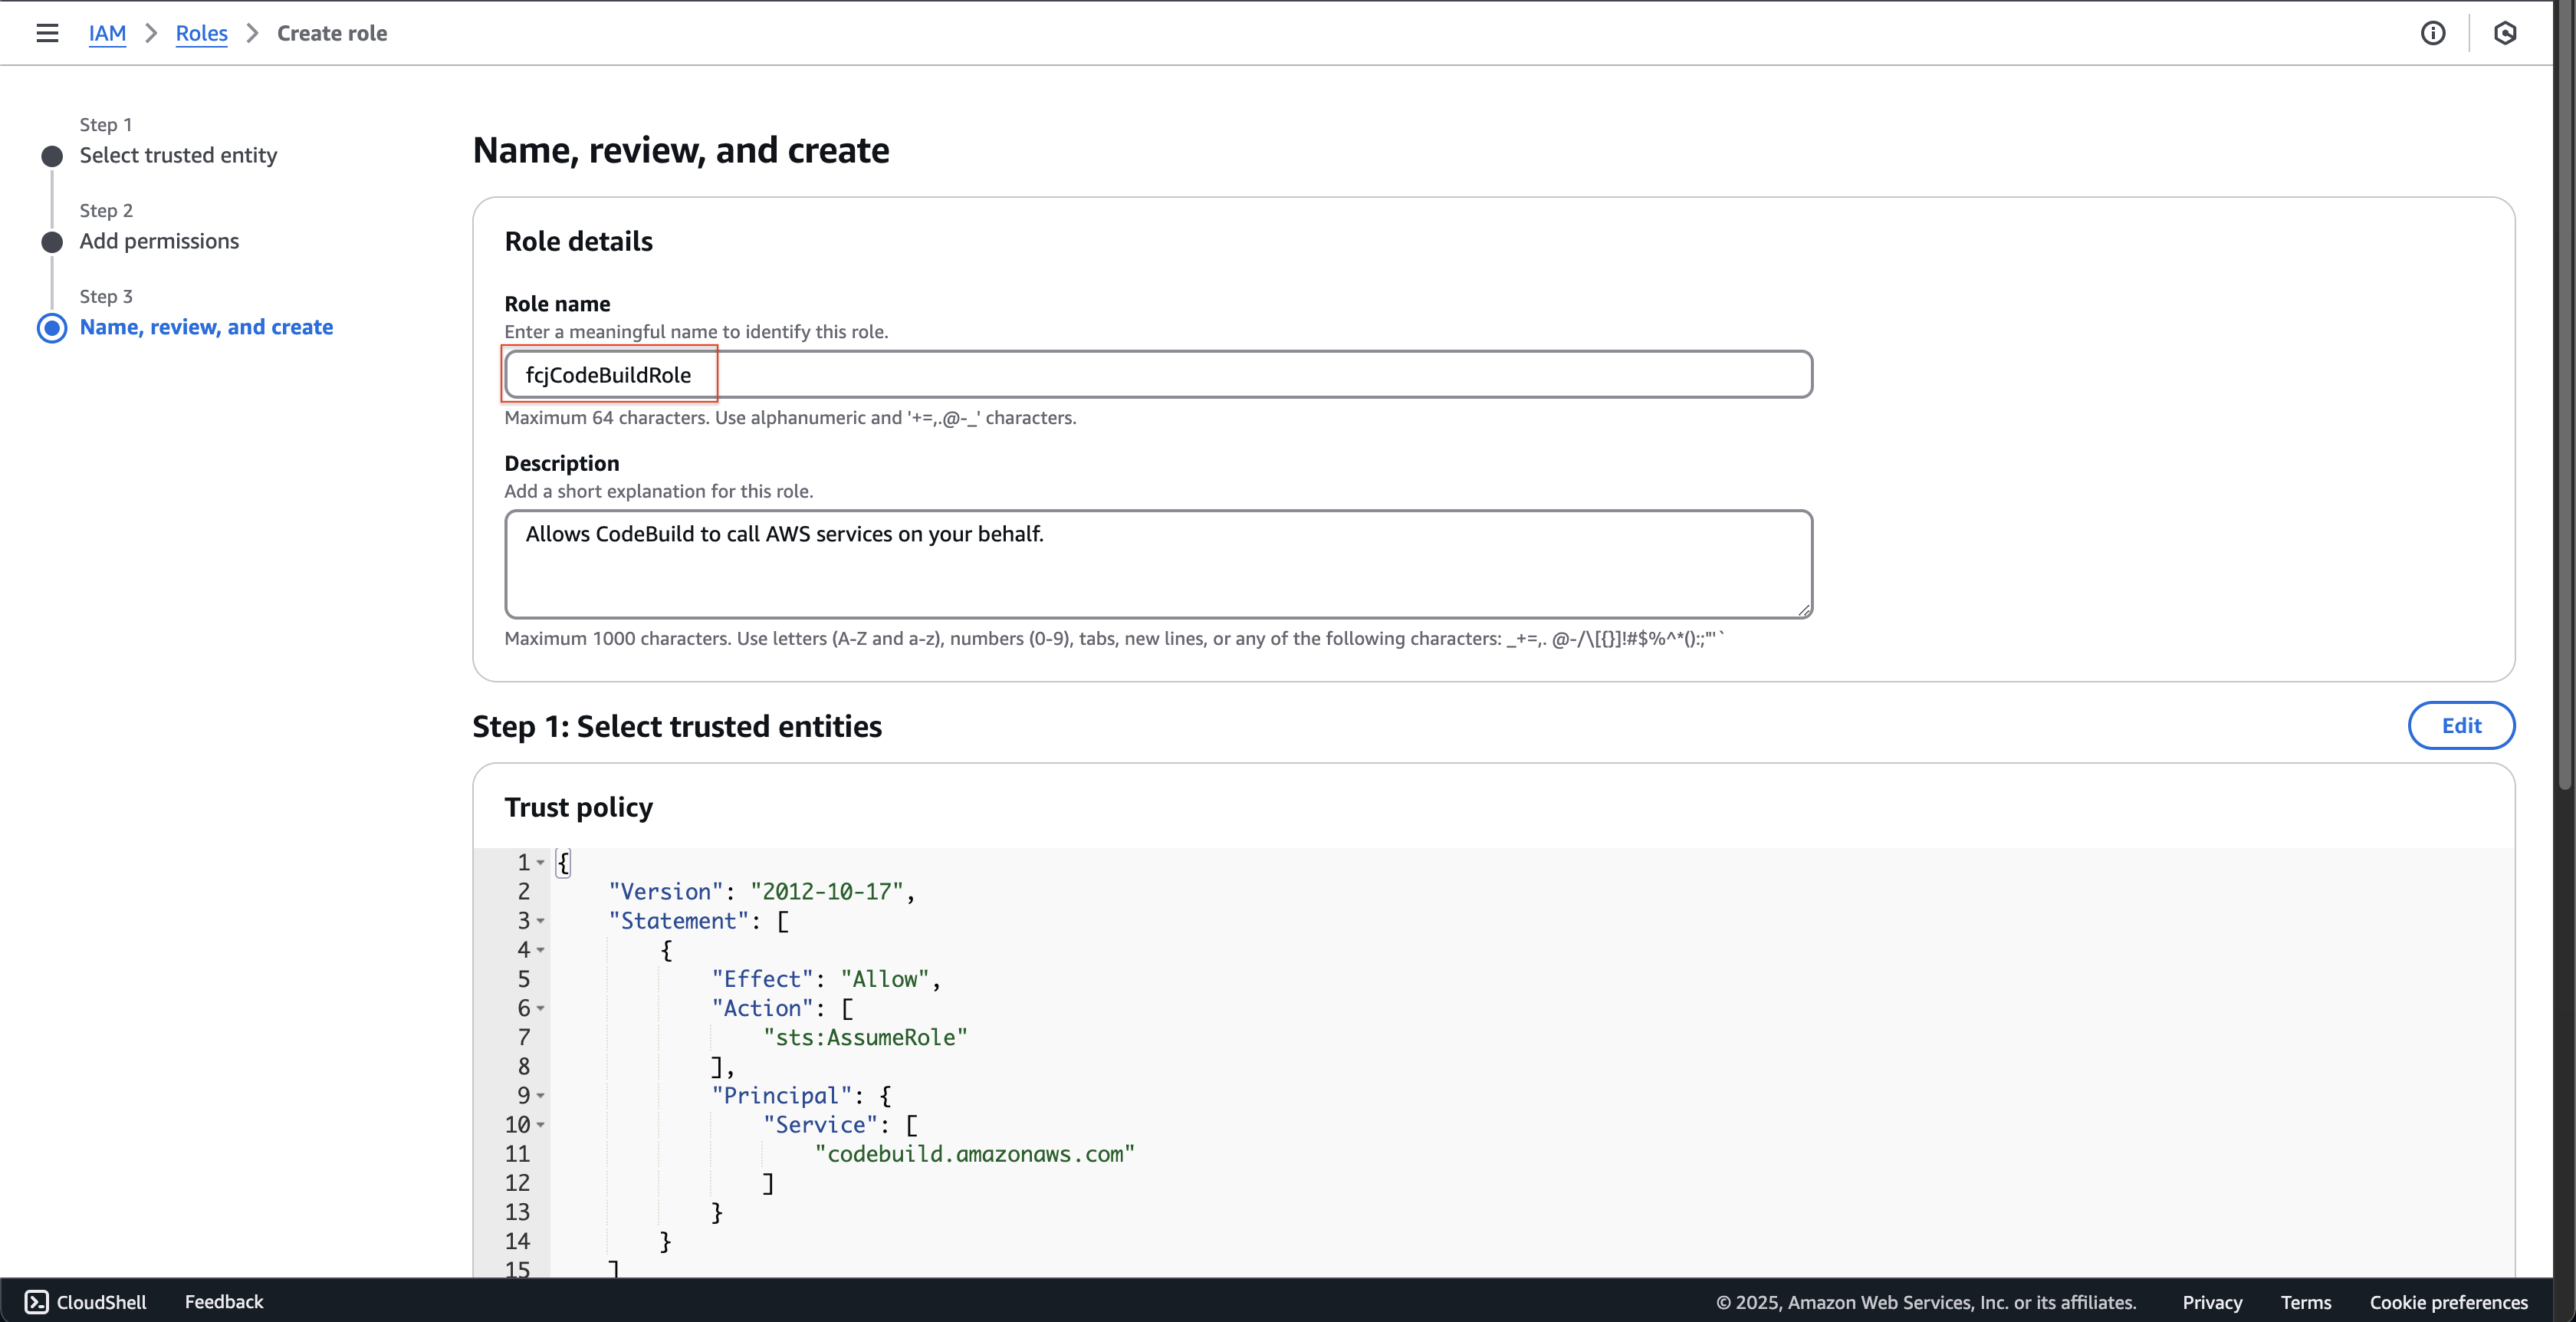 IAM > Roles > Create role
Step 1
Select trusted entity
Step 2
Add permissions
Step 3
Name, review, and create
Name, review, and create
Role details
Role name
Enter a meaningful name to identify this role.
fcjCodeBuildRole
Maximum 64 characters. Use alphanumeric and '+=,.@-_' characters.
Description
Add a short explanation for this role.
Allows CodeBuild to call AWS services on your behalf.
Maximum 1000 characters. Use letters (A-Z and a-z), numbers (0-9), tabs, new lines, or any of the following characters: _+=,. @-/\[{}]!#$%^*();:"'`
Step 1: Select trusted entities
Edit
Trust policy
1 {
2 "Version": "2012-10-17",
3 "Statement": [
4 {
5 "Effect": "Allow",
6 "Action": [
7 "sts:AssumeRole"
8 ],
9 "Principal": {
10 "Service": [
11 "codebuild.amazonaws.com"
12 ]
13 }
14 }
15 ]
CloudShell Feedback © 2025, Amazon Web Services, Inc. or its affiliates. Privacy Terms Cookie preferences